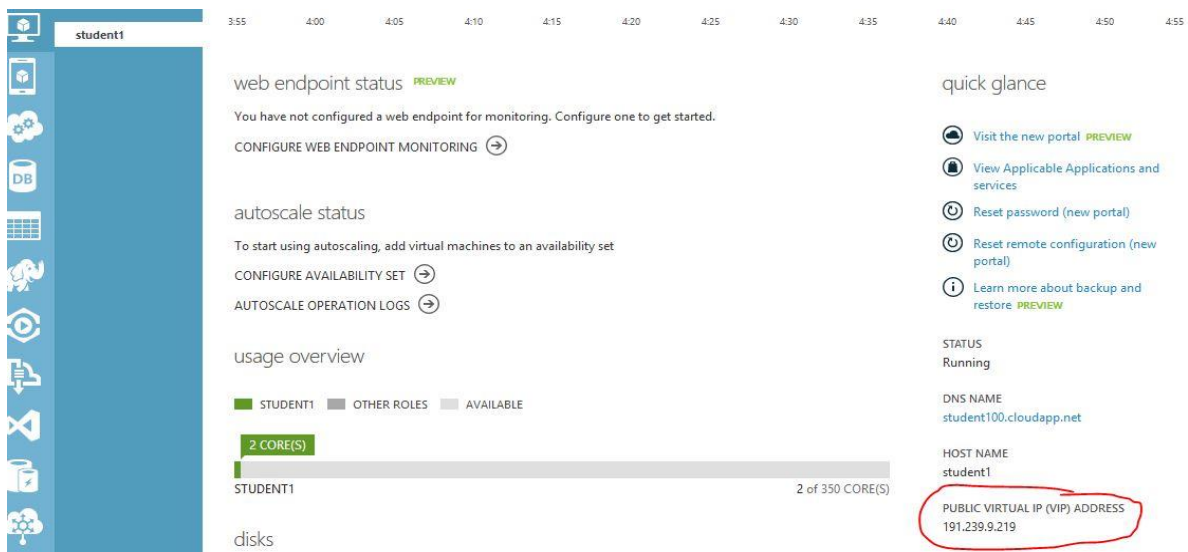 student1
3:55 4:00 4:05 4:10 4:15 4:20 4:25 4:30 4:35 4:40 4:45 4:50 4:55
web endpoint status PREVIEW
You have not configured a web endpoint for monitoring. Configure one to get started.
CONFIGURE WEB ENDPOINT MONITORING
autoscale status
To start using autoscaling, add virtual machines to an availability set
CONFIGURE AVAILABILITY SET
AUTOSCALE OPERATION LOGS
usage overview
STUDENT1 OTHER ROLES AVAILABLE
2 CORE(S)
STUDENT1 2 of 350 CORE(S)
disks
quick glance
Visit the new portal PREVIEW
View Applicable Applications and
services
Reset password (new portal)
Reset remote configuration (new
portal)
Learn more about backup and
restore PREVIEW
STATUS
Running
DNS NAME
student100.cloudapp.net
HOST NAME
student1
PUBLIC VIRTUAL IP (VIP) ADDRESS
191.239.9.219
DB